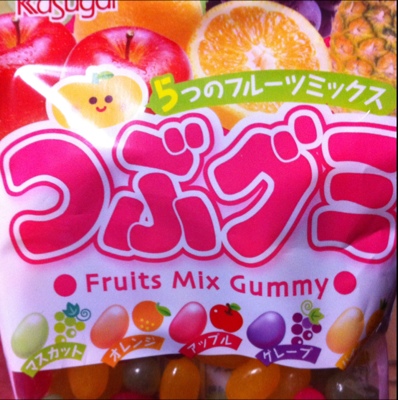 Kasugai
5つのフルーツミックス
つぶグミ
Fruits Mix Gummy
マスカット
オレンジ
アップル
グレープ